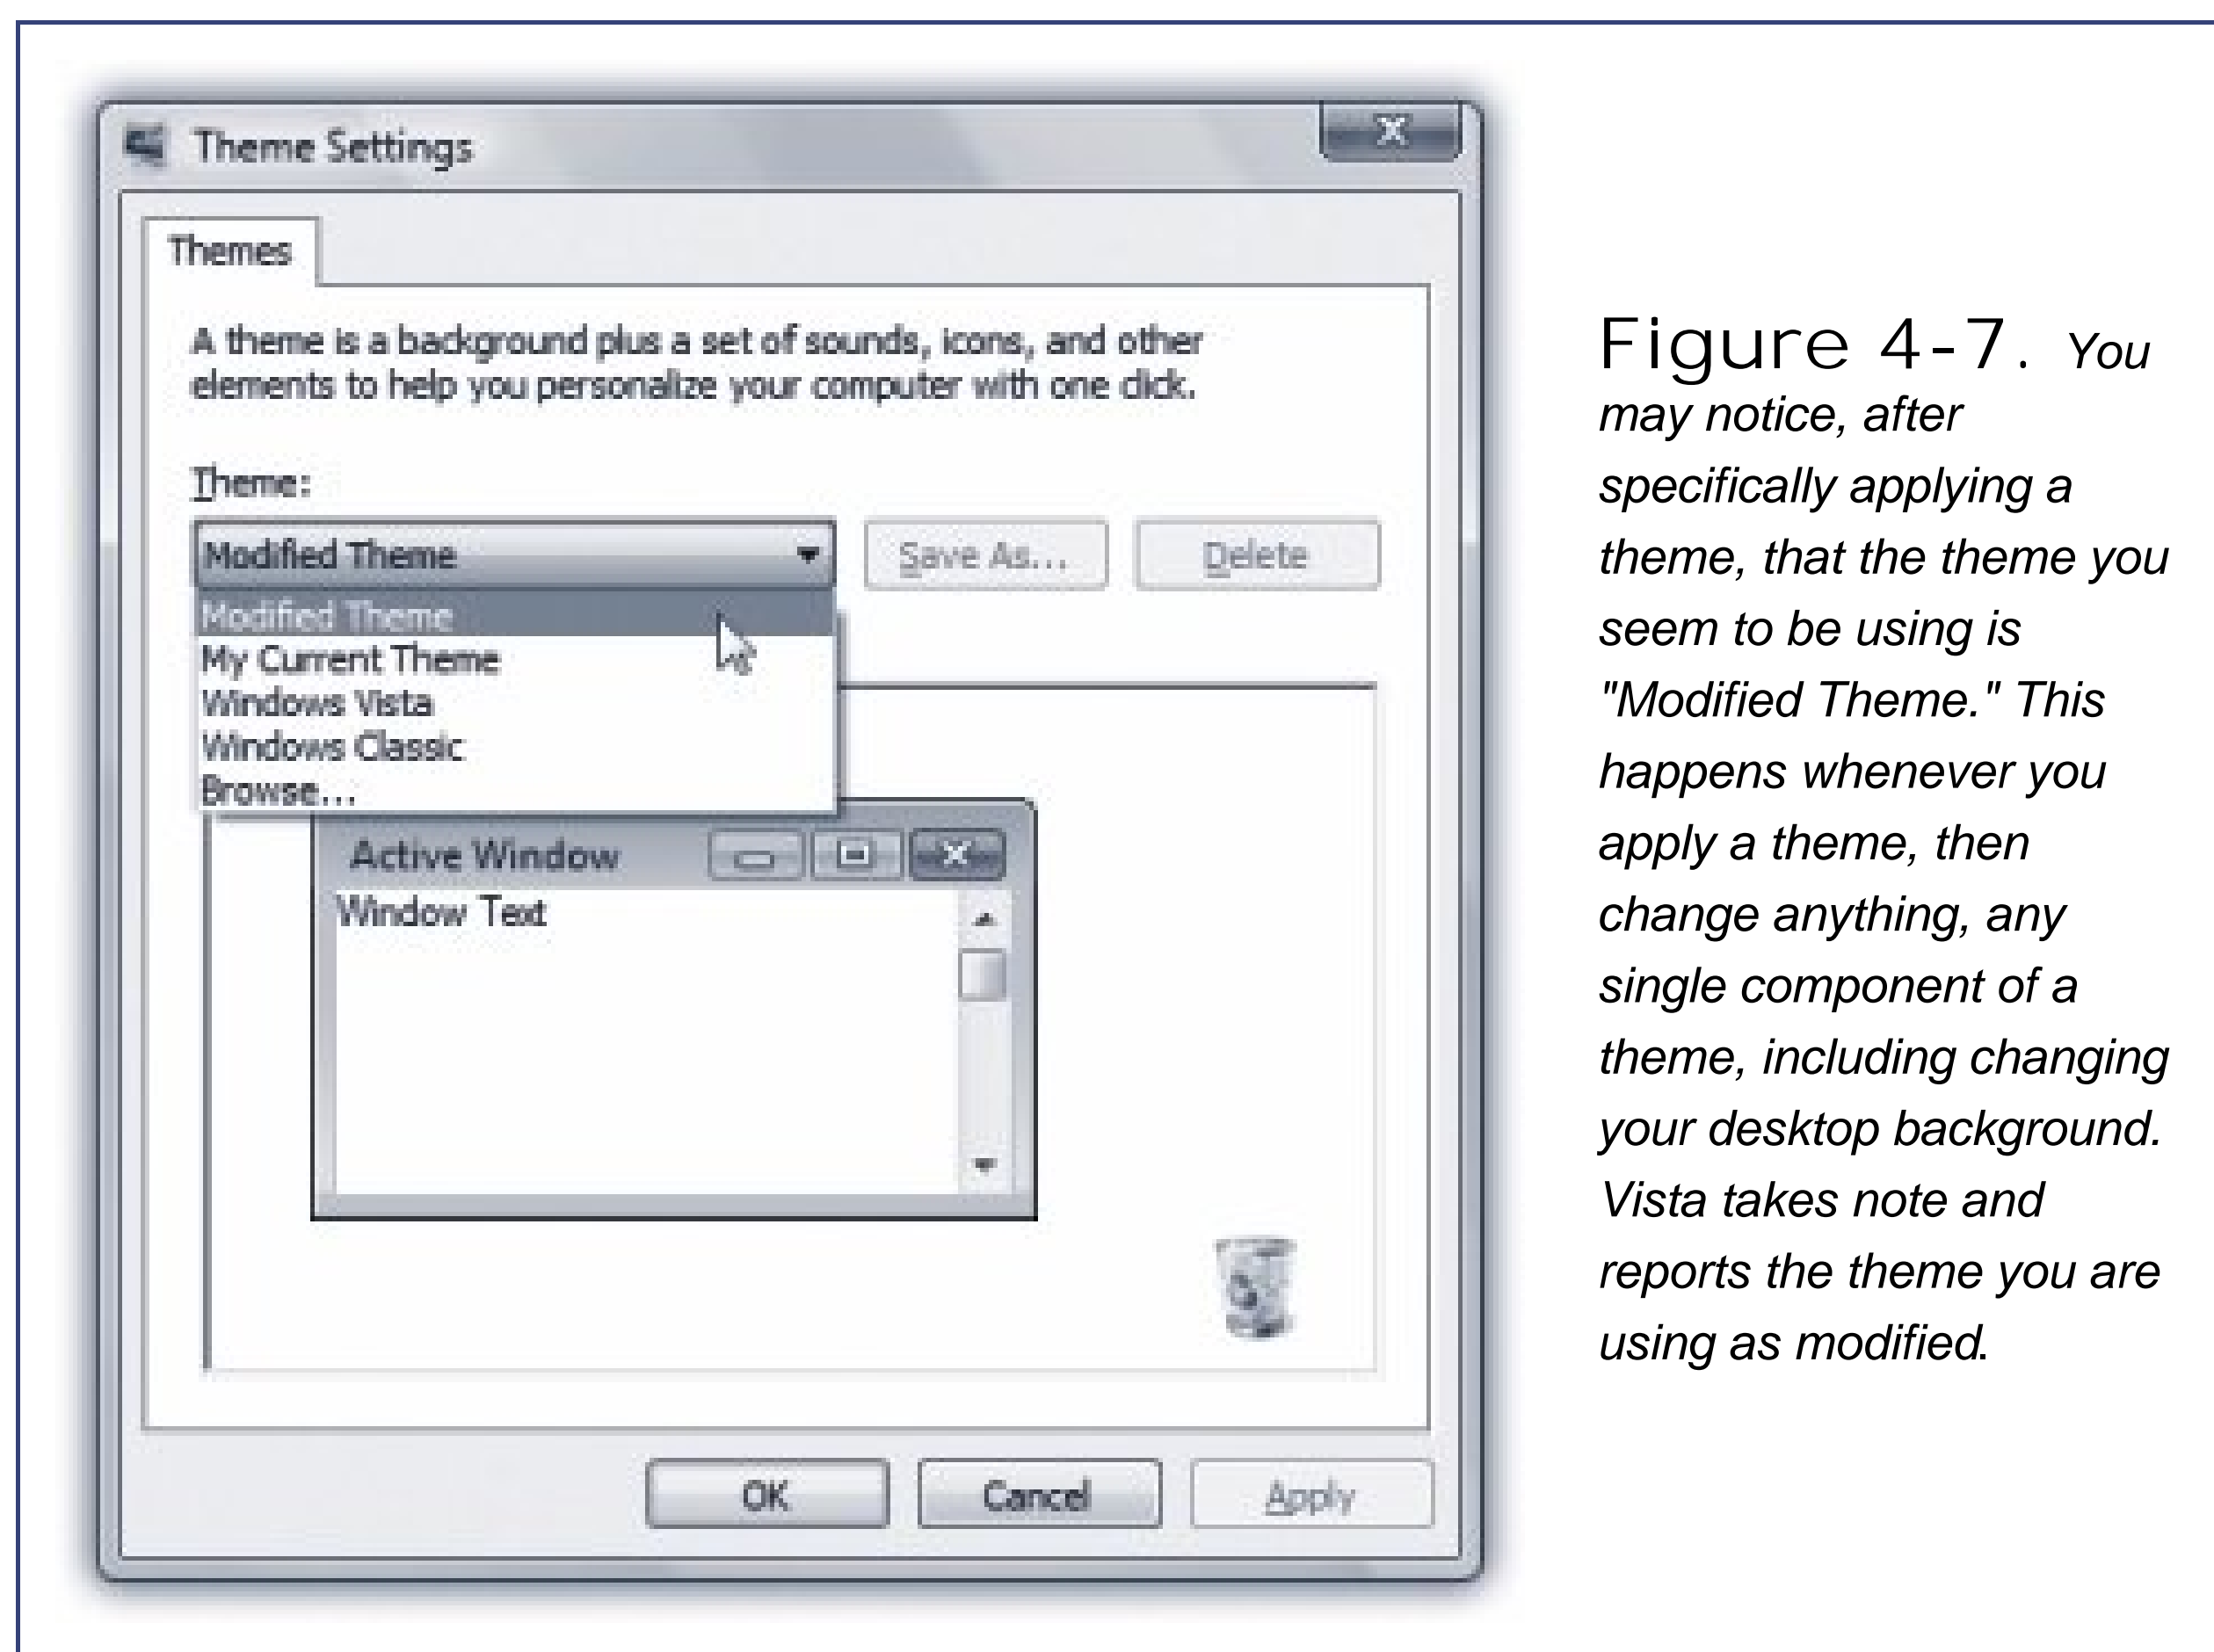 Theme Settings
Themes
A theme is a background plus a set of sounds, icons, and other
elements to help you personalize your computer with one click.
Theme:
Modified Theme
Save As...
Delete
Modified Theme
My Current Theme
Windows Vista
Windows Classic
Browse...
Active Window
Window Text
OK
Cancel
Apply
Figure 4-7. You
may notice, after
specifically applying a
theme, that the theme you
seem to be using is
"Modified Theme." This
happens whenever you
apply a theme, then
change anything, any
single component of a
theme, including changing
your desktop background.
Vista takes note and
reports the theme you are
using as modified.